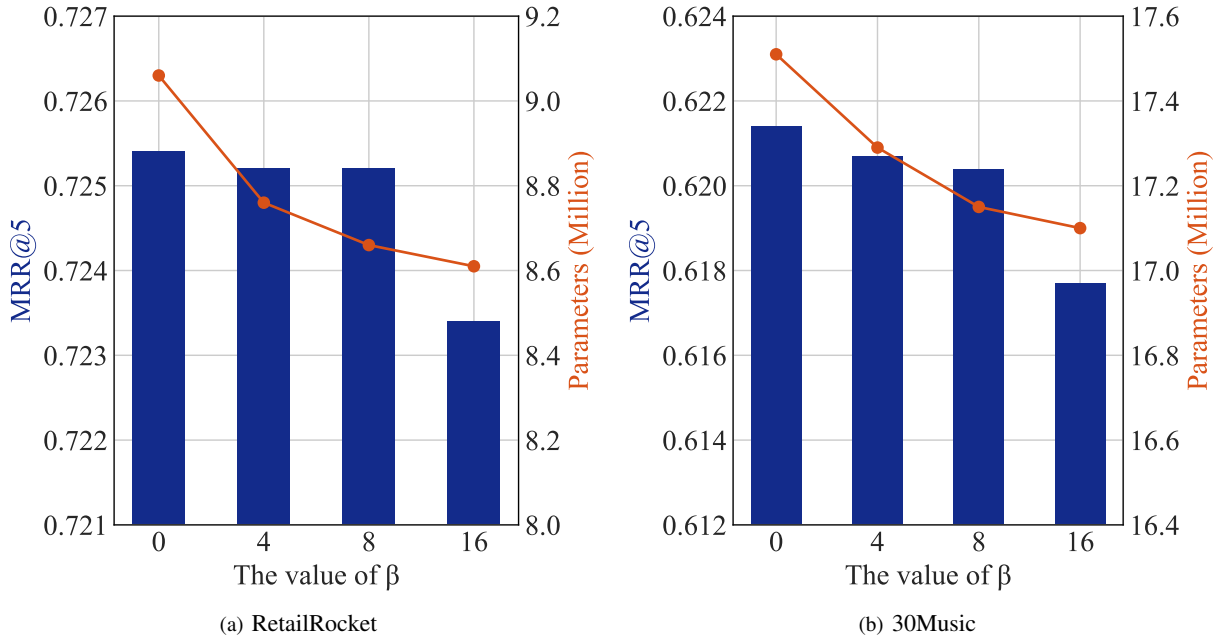 0.727
0.726
0.725
0.724
0.723
0.722
0.721
MRR@5
9.2
9.0
8.8
8.6
8.4
8.2
8.0
Parameters (Million)
0 4 8 16
The value of β
(a) RetailRocket
0.624
0.622
0.620
0.618
0.616
0.614
0.612
MRR@5
17.6
17.4
17.2
17.0
16.8
16.6
16.4
Parameters (Million)
0 4 8 16
The value of β
(b) 30Music